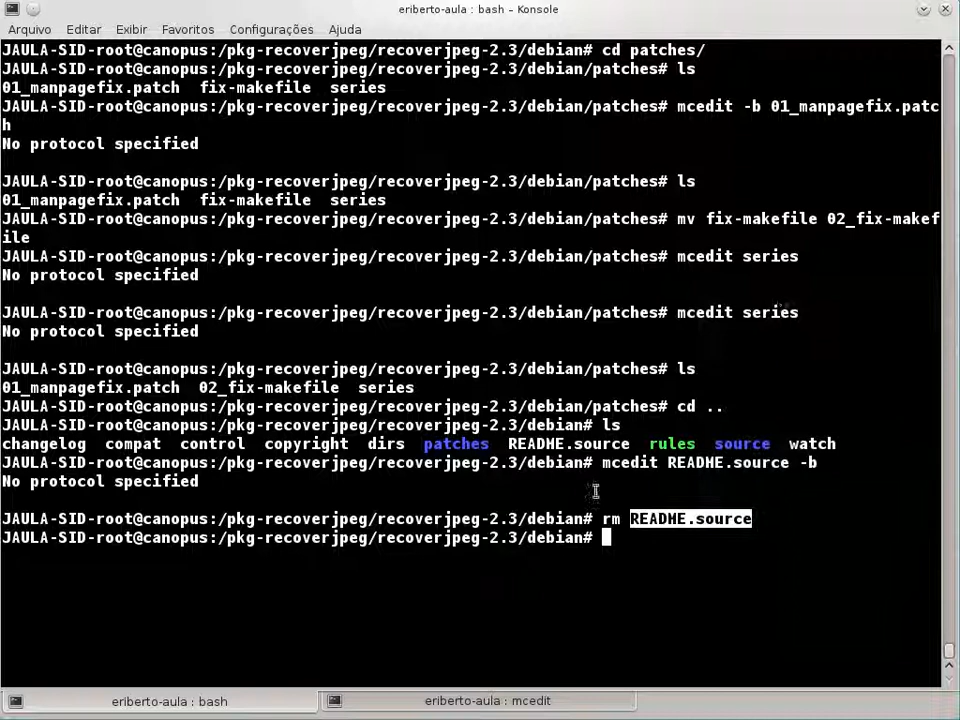 eriberto-aula : bash – Konsole
Arquivo Editar Exibir Favoritos Configurações Ajuda
JAULA-SID-root@canopus:/pkg-recoverjpeg/recoverjpeg-2.3/debian# cd patches/
JAULA-SID-root@canopus:/pkg-recoverjpeg/recoverjpeg-2.3/debian/patches# ls
01_manpagefix.patch  fix-makefile  series
JAULA-SID-root@canopus:/pkg-recoverjpeg/recoverjpeg-2.3/debian/patches# mcedit -b 01_manpagefix.patc
h
No protocol specified
JAULA-SID-root@canopus:/pkg-recoverjpeg/recoverjpeg-2.3/debian/patches# ls
01_manpagefix.patch  fix-makefile  series
JAULA-SID-root@canopus:/pkg-recoverjpeg/recoverjpeg-2.3/debian/patches# mv fix-makefile 02_fix-makef
ile
JAULA-SID-root@canopus:/pkg-recoverjpeg/recoverjpeg-2.3/debian/patches# mcedit series
No protocol specified
JAULA-SID-root@canopus:/pkg-recoverjpeg/recoverjpeg-2.3/debian/patches# mcedit series
No protocol specified
JAULA-SID-root@canopus:/pkg-recoverjpeg/recoverjpeg-2.3/debian/patches# ls
01_manpagefix.patch  02_fix-makefile  series
JAULA-SID-root@canopus:/pkg-recoverjpeg/recoverjpeg-2.3/debian/patches# cd ..
JAULA-SID-root@canopus:/pkg-recoverjpeg/recoverjpeg-2.3/debian# ls
changelog  compat  control  copyright  dirs  patches  README.source  rules  source  watch
JAULA-SID-root@canopus:/pkg-recoverjpeg/recoverjpeg-2.3/debian# mcedit README.source -b
No protocol specified
JAULA-SID-root@canopus:/pkg-recoverjpeg/recoverjpeg-2.3/debian# rm README.source
JAULA-SID-root@canopus:/pkg-recoverjpeg/recoverjpeg-2.3/debian#
eriberto-aula : bash
eriberto-aula : mcedit